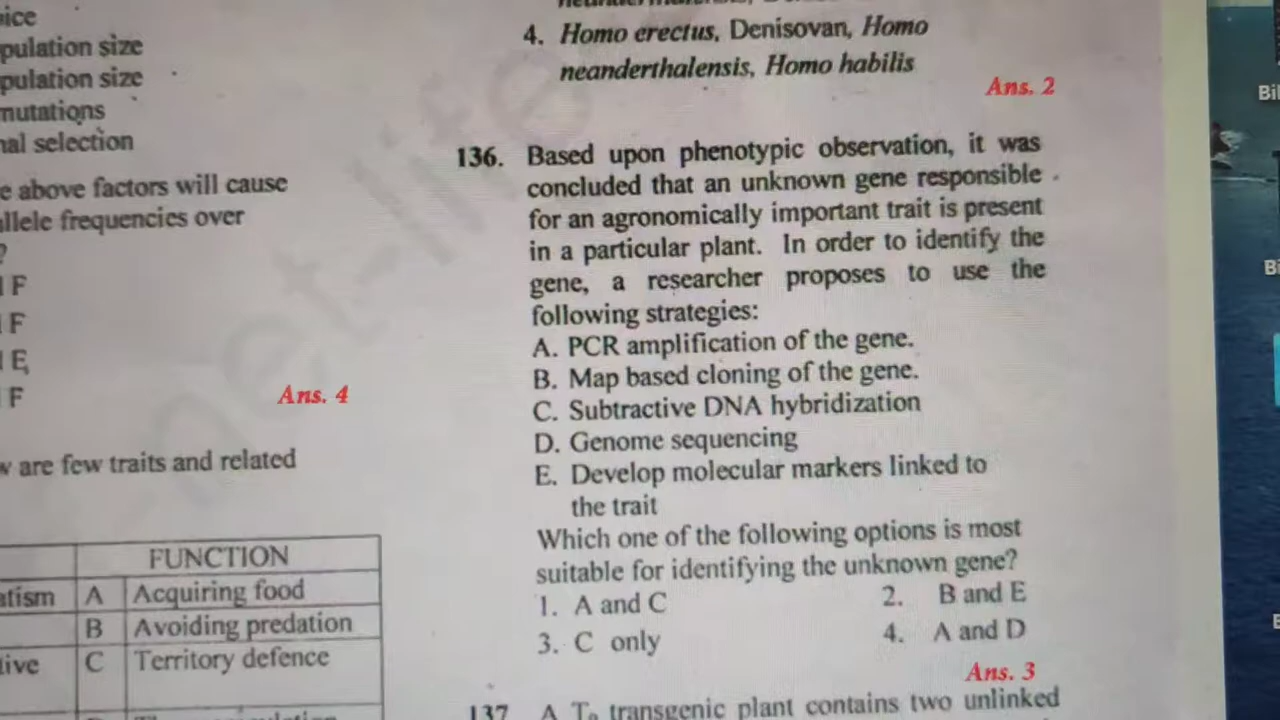 pulation size
pulation size
mutations
nal selection
e above factors will cause
allele frequencies over
?
F
F
E
F
Ans. 4
w are few traits and related
FUNCTION
A Acquiring food
B Avoiding predation
C Territory defence
4. Homo erectus, Denisovan, Homo
neanderthalensis, Homo habilis
Ans. 2
136. Based upon phenotypic observation, it was
concluded that an unknown gene responsible
for an agronomically important trait is present
in a particular plant. In order to identify the
gene, a researcher proposes to use the
following strategies:
A. PCR amplification of the gene.
B. Map based cloning of the gene.
C. Subtractive DNA hybridization
D. Genome sequencing
E. Develop molecular markers linked to
the trait
Which one of the following options is most
suitable for identifying the unknown gene?
1. A and C 2. B and E
3. C only 4. A and D
Ans. 3
137 A T₀ transgenic plant contains two unlinked